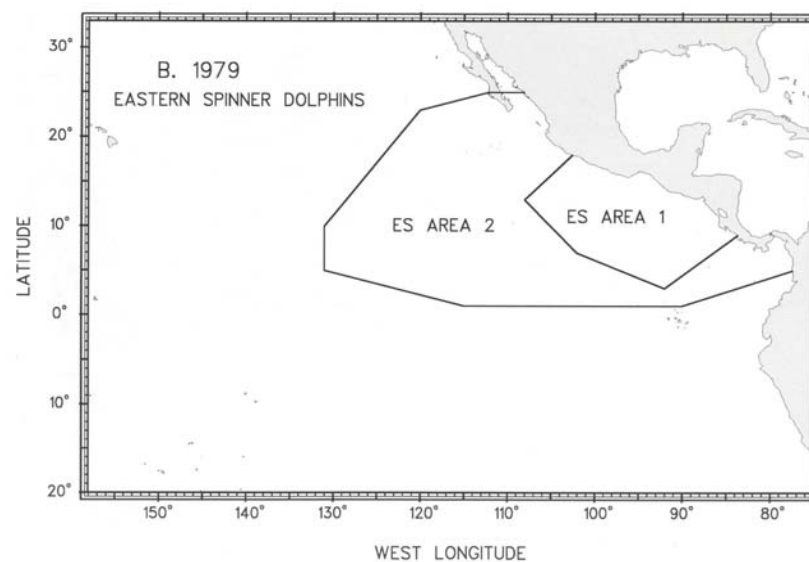 B. 1979
EASTERN SPINNER DOLPHINS
30°
20°
10°
0°
10°
20°
LATITUDE
ES AREA 2
ES AREA 1
150° 140° 130° 120° 110° 100° 90° 80°
WEST LONGITUDE